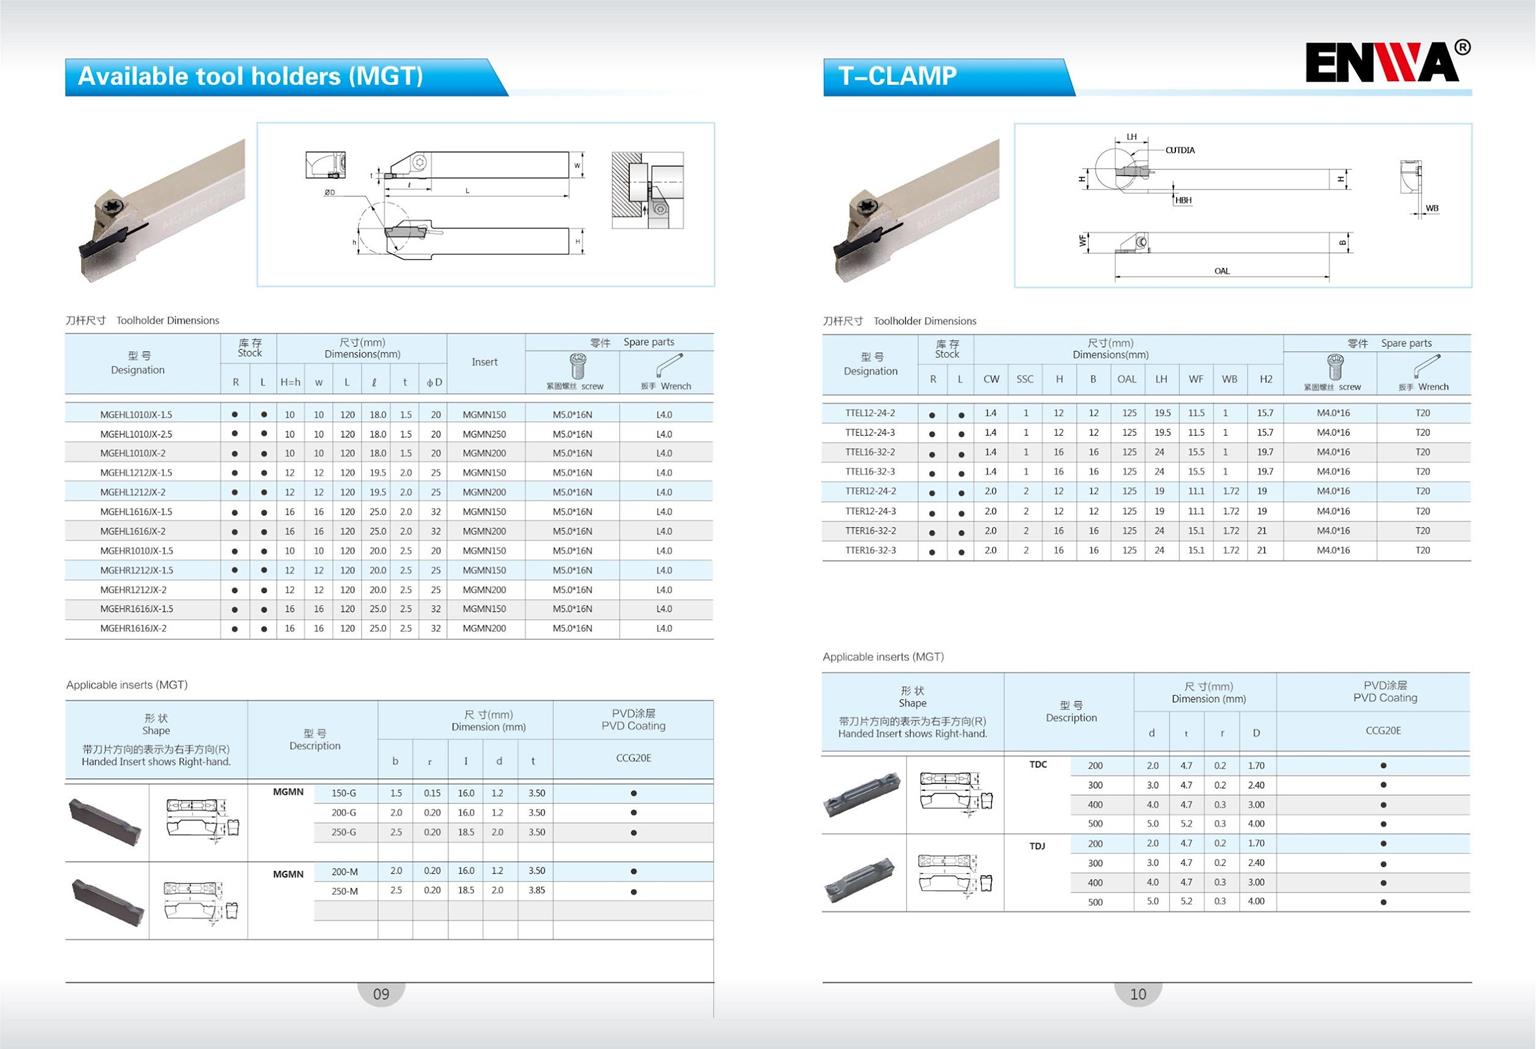 Available tool holders (MGT)
t
ℓ
L
W
ØD
h
H
刀杆尺寸 Toolholder Dimensions
型 号 Designation 库 存 Stock 尺寸(mm) Dimensions(mm) Insert 零件 Spare parts
R L H=h w L ℓ t ϕD 紧固螺丝 screw 扳手 Wrench
MGEHL1010JX-1.5 ● ● 10 10 120 18.0 1.5 20 MGMN150 M5.0*16N L4.0
MGEHL1010JX-2.5 ● ● 10 10 120 18.0 1.5 20 MGMN250 M5.0*16N L4.0
MGEHL1010JX-2 ● ● 10 10 120 18.0 1.5 20 MGMN200 M5.0*16N L4.0
MGEHL1212JX-1.5 ● ● 12 12 120 19.5 2.0 25 MGMN150 M5.0*16N L4.0
MGEHL1212JX-2 ● ● 12 12 120 19.5 2.0 25 MGMN200 M5.0*16N L4.0
MGEHL1616JX-1.5 ● ● 16 16 120 25.0 2.0 32 MGMN150 M5.0*16N L4.0
MGEHL1616JX-2 ● ● 16 16 120 25.0 2.0 32 MGMN200 M5.0*16N L4.0
MGEHR1010JX-1.5 ● ● 10 10 120 20.0 2.5 20 MGMN150 M5.0*16N L4.0
MGEHR1212JX-1.5 ● ● 12 12 120 20.0 2.5 25 MGMN150 M5.0*16N L4.0
MGEHR1212JX-2 ● ● 12 12 120 20.0 2.5 25 MGMN200 M5.0*16N L4.0
MGEHR1616JX-1.5 ● ● 16 16 120 25.0 2.5 32 MGMN150 M5.0*16N L4.0
MGEHR1616JX-2 ● ● 16 16 120 25.0 2.5 32 MGMN200 M5.0*16N L4.0
Applicable inserts (MGT)
形 状 Shape 型 号 Description 尺 寸(mm) Dimension (mm) PVD涂层 PVD Coating
带刀片方向的表示为右手方向(R)
Handed Insert shows Right-hand.
b r I d t CCG20E
MGMN 150-G 1.5 0.15 16.0 1.2 3.50 ●
200-G 2.0 0.20 16.0 1.2 3.50 ●
250-G 2.5 0.20 18.5 2.0 3.50 ●
MGMN 200-M 2.0 0.20 16.0 1.2 3.50 ●
250-M 2.5 0.20 18.5 2.0 3.85 ●
09
T-CLAMP
ENWA®
LH
CUTDIA
H
H
HBH
WB
WF
B
OAL
刀杆尺寸 Toolholder Dimensions
型 号 Designation 库 存 Stock 尺寸(mm) Dimensions(mm) 零件 Spare parts
R L CW SSC H B OAL LH WF WB H2 紧固螺丝 screw 扳手 Wrench
TTEL12-24-2 ● ● 1.4 1 12 12 125 19.5 11.5 1 15.7 M4.0*16 T20
TTEL12-24-3 ● ● 1.4 1 12 12 125 19.5 11.5 1 15.7 M4.0*16 T20
TTEL16-32-2 ● ● 1.4 1 16 16 125 24 15.5 1 19.7 M4.0*16 T20
TTEL16-32-3 ● ● 1.4 1 16 16 125 24 15.5 1 19.7 M4.0*16 T20
TTER12-24-2 ● ● 2.0 2 12 12 125 19 11.1 1.72 19 M4.0*16 T20
TTER12-24-3 ● ● 2.0 2 12 12 125 19 11.1 1.72 19 M4.0*16 T20
TTER16-32-2 ● ● 2.0 2 16 16 125 24 15.1 1.72 21 M4.0*16 T20
TTER16-32-3 ● ● 2.0 2 16 16 125 24 15.1 1.72 21 M4.0*16 T20
Applicable inserts (MGT)
形 状 Shape 型 号 Description 尺 寸(mm) Dimension (mm) PVD涂层 PVD Coating
带刀片方向的表示为右手方向(R)
Handed Insert shows Right-hand.
d t r D CCG20E
TDC 200 2.0 4.7 0.2 1.70 ●
300 3.0 4.7 0.2 2.40 ●
400 4.0 4.7 0.3 3.00 ●
500 5.0 5.2 0.3 4.00 ●
TDJ 200 2.0 4.7 0.2 1.70 ●
300 3.0 4.7 0.2 2.40 ●
400 4.0 4.7 0.3 3.00 ●
500 5.0 5.2 0.3 4.00 ●
10